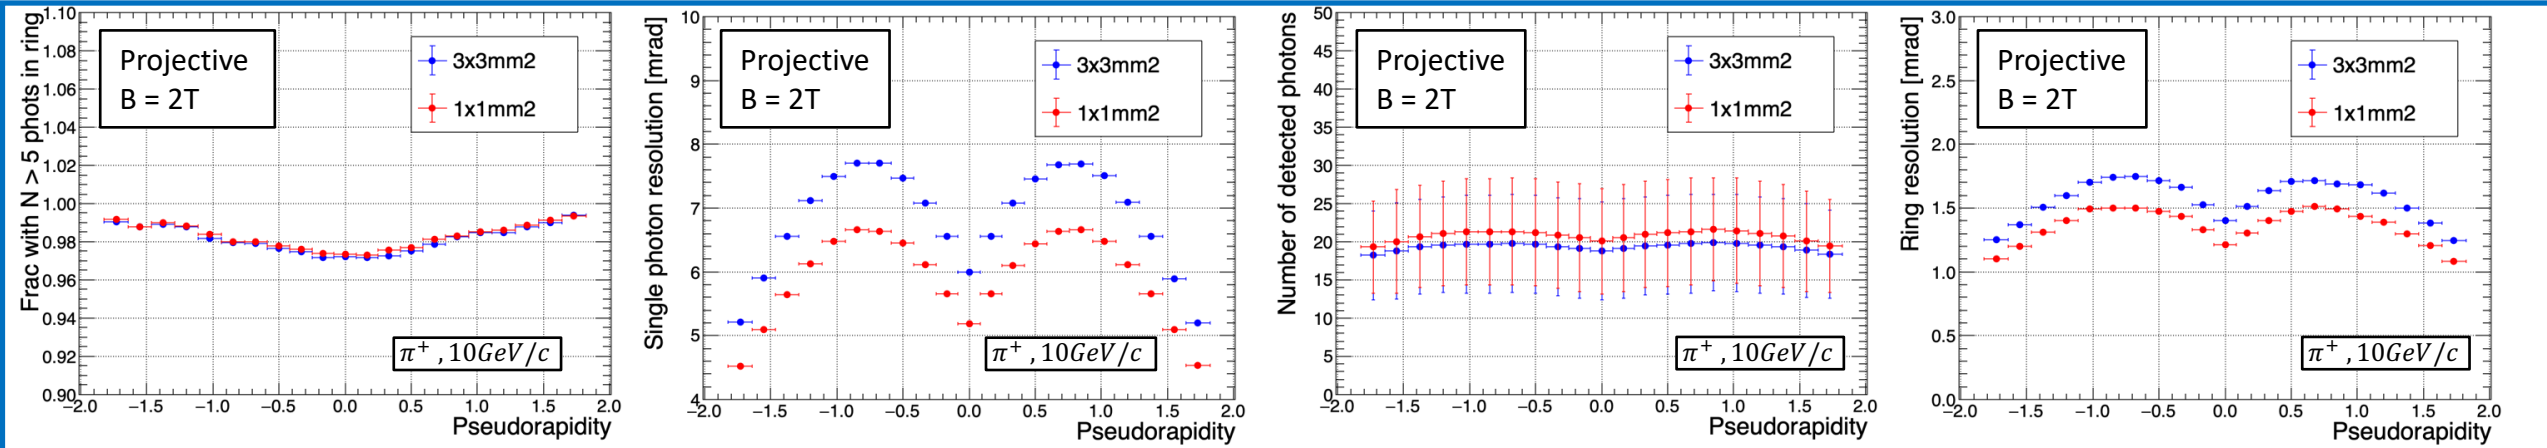 Frac with N > 5 phots in ring
1.10
1.08
1.06
1.04
1.02
1.00
0.98
0.96
0.94
0.92
0.90
Projective
B = 2T
3x3mm2
1x1mm2
π⁺ , 10GeV/c
−2.0 −1.5 −1.0 −0.5 0.0 0.5 1.0 1.5 2.0
Pseudorapidity
Single photon resolution [mrad]
10
9
8
7
6
5
4
Projective
B = 2T
3x3mm2
1x1mm2
π⁺ , 10GeV/c
−2.0 −1.5 −1.0 −0.5 0.0 0.5 1.0 1.5 2.0
Pseudorapidity
Number of detected photons
50
45
40
35
30
25
20
15
10
5
0
Projective
B = 2T
3x3mm2
1x1mm2
π⁺ , 10GeV/c
−2.0 −1.5 −1.0 −0.5 0.0 0.5 1.0 1.5 2.0
Pseudorapidity
Ring resolution [mrad]
3.0
2.5
2.0
1.5
1.0
0.5
0.0
Projective
B = 2T
3x3mm2
1x1mm2
π⁺ , 10GeV/c
−2.0 −1.5 −1.0 −0.5 0.0 0.5 1.0 1.5 2.0
Pseudorapidity